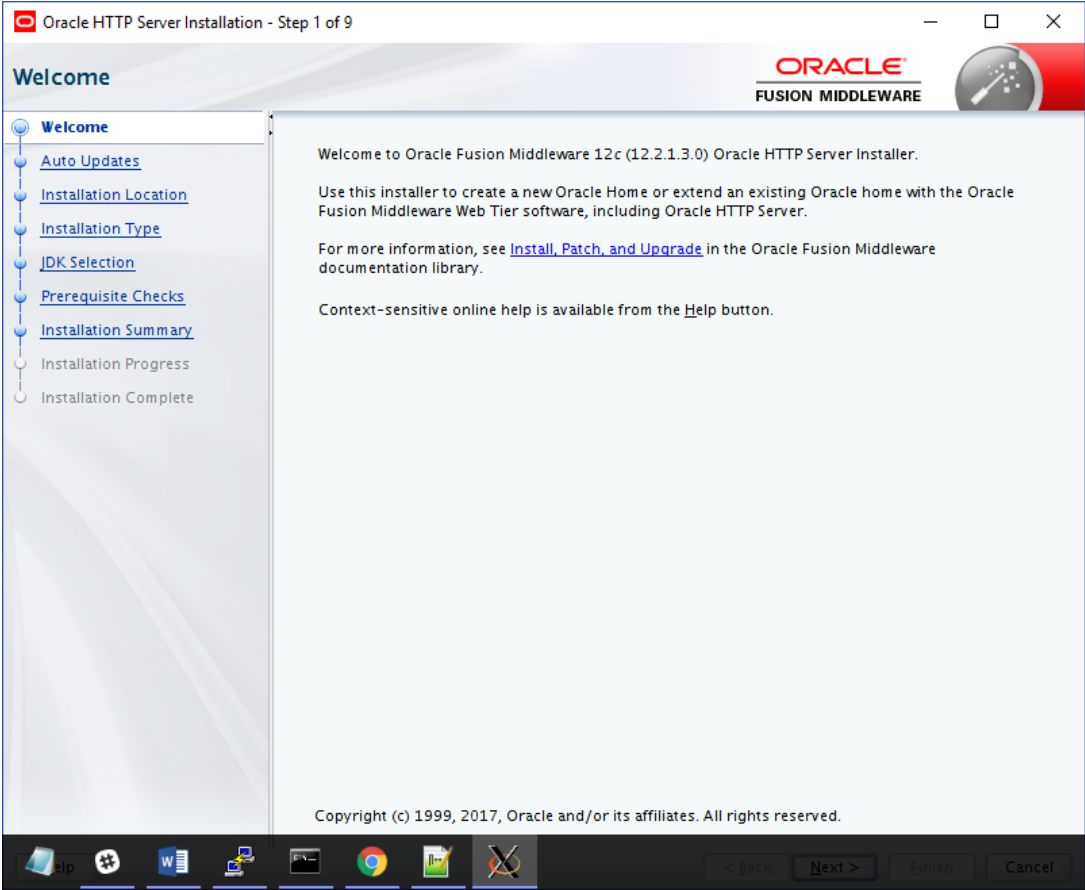 Oracle HTTP Server Installation - Step 1 of 9
Welcome
ORACLE
FUSION MIDDLEWARE
Welcome
Auto Updates
Installation Location
Installation Type
JDK Selection
Prerequisite Checks
Installation Summary
Installation Progress
Installation Complete
Welcome to Oracle Fusion Middleware 12c (12.2.1.3.0) Oracle HTTP Server Installer.
Use this installer to create a new Oracle Home or extend an existing Oracle home with the Oracle
Fusion Middleware Web Tier software, including Oracle HTTP Server.
For more information, see Install, Patch, and Upgrade in the Oracle Fusion Middleware
documentation library.
Context-sensitive online help is available from the Help button.
Copyright (c) 1999, 2017, Oracle and/or its affiliates. All rights reserved.
< Back Next > Finish Cancel